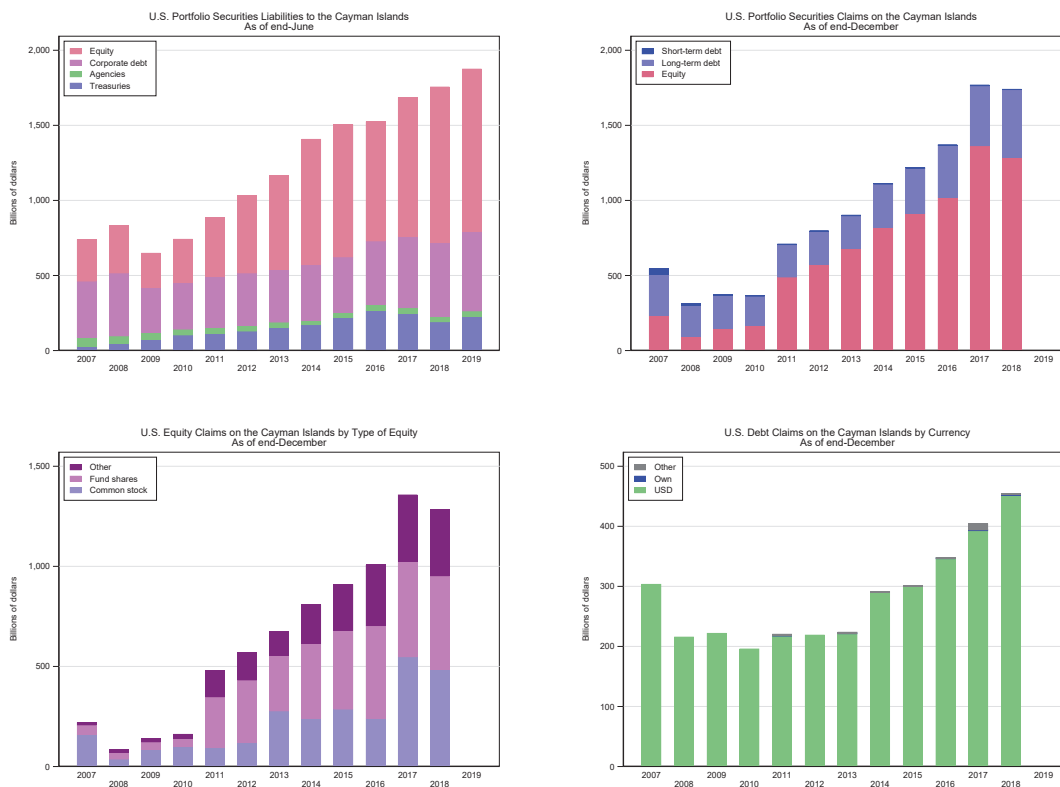 U.S. Portfolio Securities Liabilities to the Cayman Islands
As of end-June
2,000
1,500
1,000
500
0
Billions of dollars
Equity
Corporate debt
Agencies
Treasuries
2007
2008
2009
2010
2011
2012
2013
2014
2015
2016
2017
2018
2019
U.S. Portfolio Securities Claims on the Cayman Islands
As of end-December
2,000
1,500
1,000
500
0
Billions of dollars
Short-term debt
Long-term debt
Equity
2007
2008
2009
2010
2011
2012
2013
2014
2015
2016
2017
2018
2019
U.S. Equity Claims on the Cayman Islands by Type of Equity
As of end-December
1,500
1,000
500
0
Billions of dollars
Other
Fund shares
Common stock
2007
2008
2009
2010
2011
2012
2013
2014
2015
2016
2017
2018
2019
U.S. Debt Claims on the Cayman Islands by Currency
As of end-December
500
400
300
200
100
0
Billions of dollars
Other
Own
USD
2007
2008
2009
2010
2011
2012
2013
2014
2015
2016
2017
2018
2019